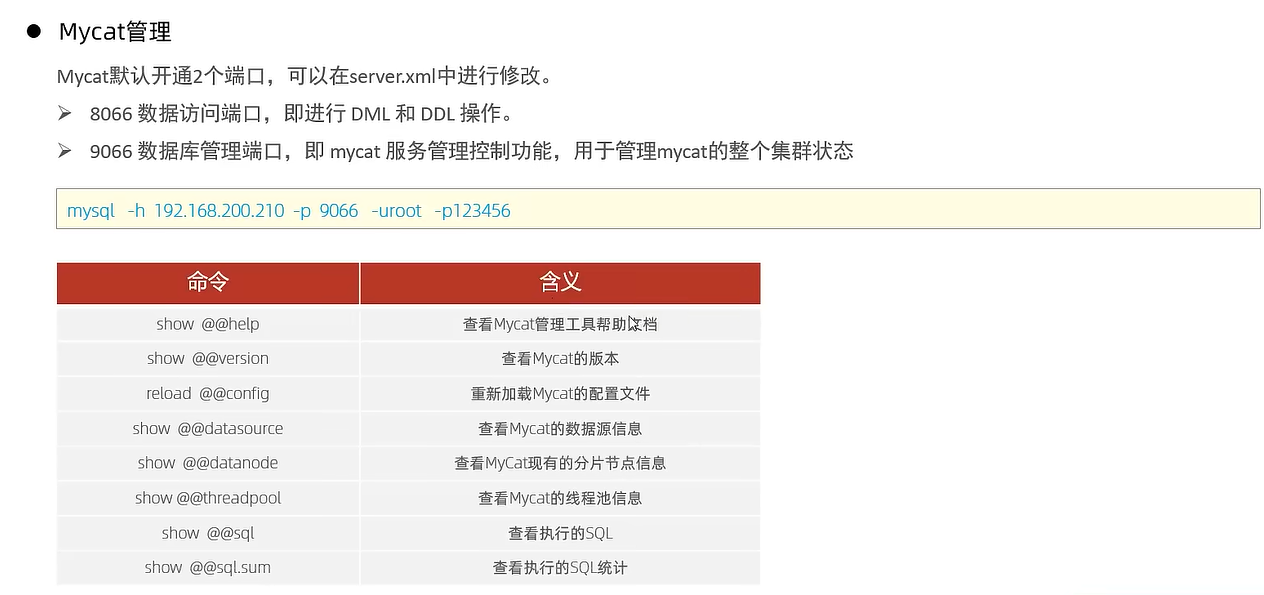 ● Mycat管理
Mycat默认开通2个端口，可以在server.xml中进行修改。
➢ 8066 数据访问端口，即进行 DML 和 DDL 操作。
➢ 9066 数据库管理端口，即 mycat 服务管理控制功能，用于管理mycat的整个集群状态
mysql -h 192.168.200.210 -p 9066 -uroot -p123456
命令 含义
show @@help 查看Mycat管理工具帮助文档
show @@version 查看Mycat的版本
reload @@config 重新加载Mycat的配置文件
show @@datasource 查看Mycat的数据源信息
show @@datanode 查看MyCat现有的分片节点信息
show @@threadpool 查看Mycat的线程池信息
show @@sql 查看执行的SQL
show @@sql.sum 查看执行的SQL统计